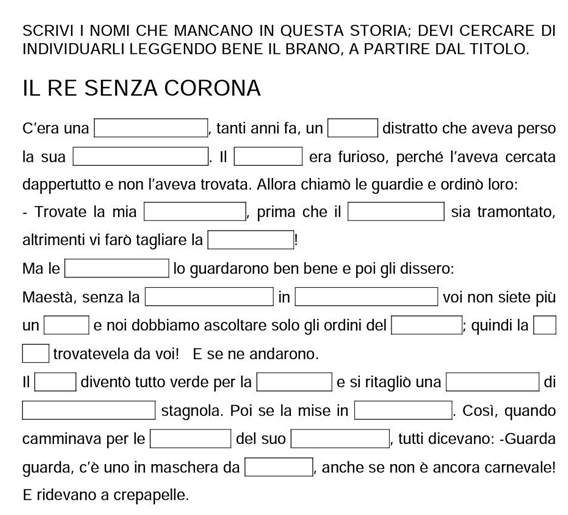 SCRIVI I NOMI CHE MANCANO IN QUESTA STORIA; DEVI CERCARE DI
INDIVIDUARLI LEGGENDO BENE IL BRANO, A PARTIRE DAL TITOLO.
IL RE SENZA CORONA
C'era una , tanti anni fa, un distratto che aveva perso
la sua . Il era furioso, perché l'aveva cercata
dappertutto e non l'aveva trovata. Allora chiamò le guardie e ordinò loro:
- Trovate la mia , prima che il sia tramontato,
altrimenti vi farò tagliare la !
Ma le lo guardarono ben bene e poi gli dissero:
Maestà, senza la in voi non siete più
un e noi dobbiamo ascoltare solo gli ordini del ; quindi la
trovatevela da voi! E se ne andarono.
Il diventò tutto verde per la e si ritagliò una di
stagnola. Poi se la mise in . Così, quando
camminava per le del suo , tutti dicevano: -Guarda
guarda, c'è uno in maschera da , anche se non è ancora carnevale!
E ridevano a crepapelle.